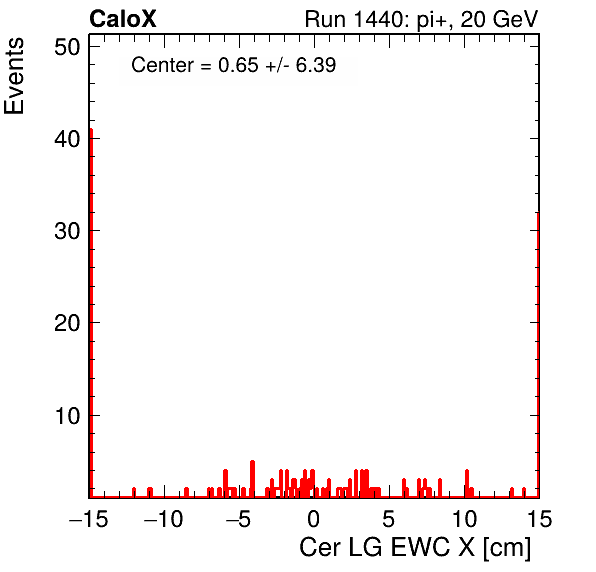 CaloX Run 1440: pi+, 20 GeV
Center = 0.65 +/- 6.39
Events
50
40
30
20
10
−15 −10 −5 0 5 10 15
Cer LG EWC X [cm]